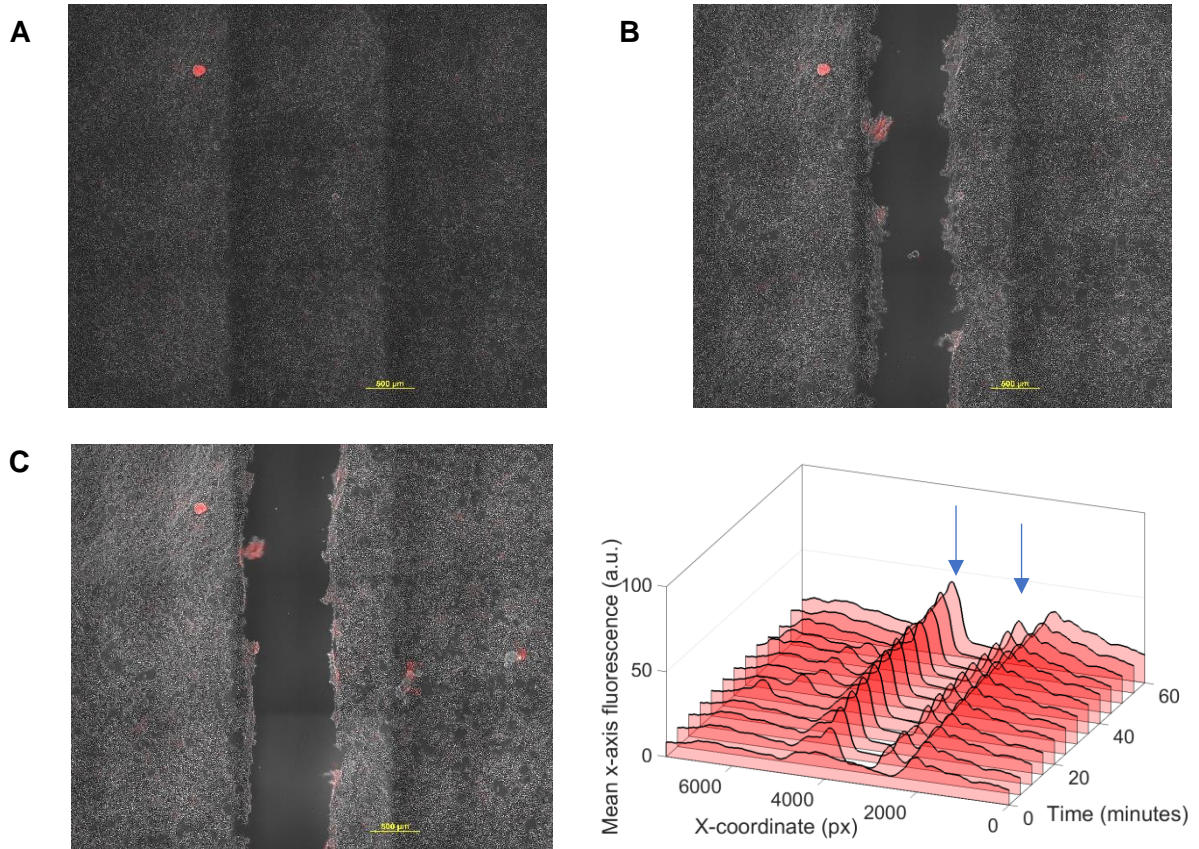 A
B
500 µm
500 µm
C
500 µm
Mean x-axis fluorescence (a.u.)
100
50
0
6000
4000
2000
0
X-coordinate (px)
0
20
40
60
Time (minutes)